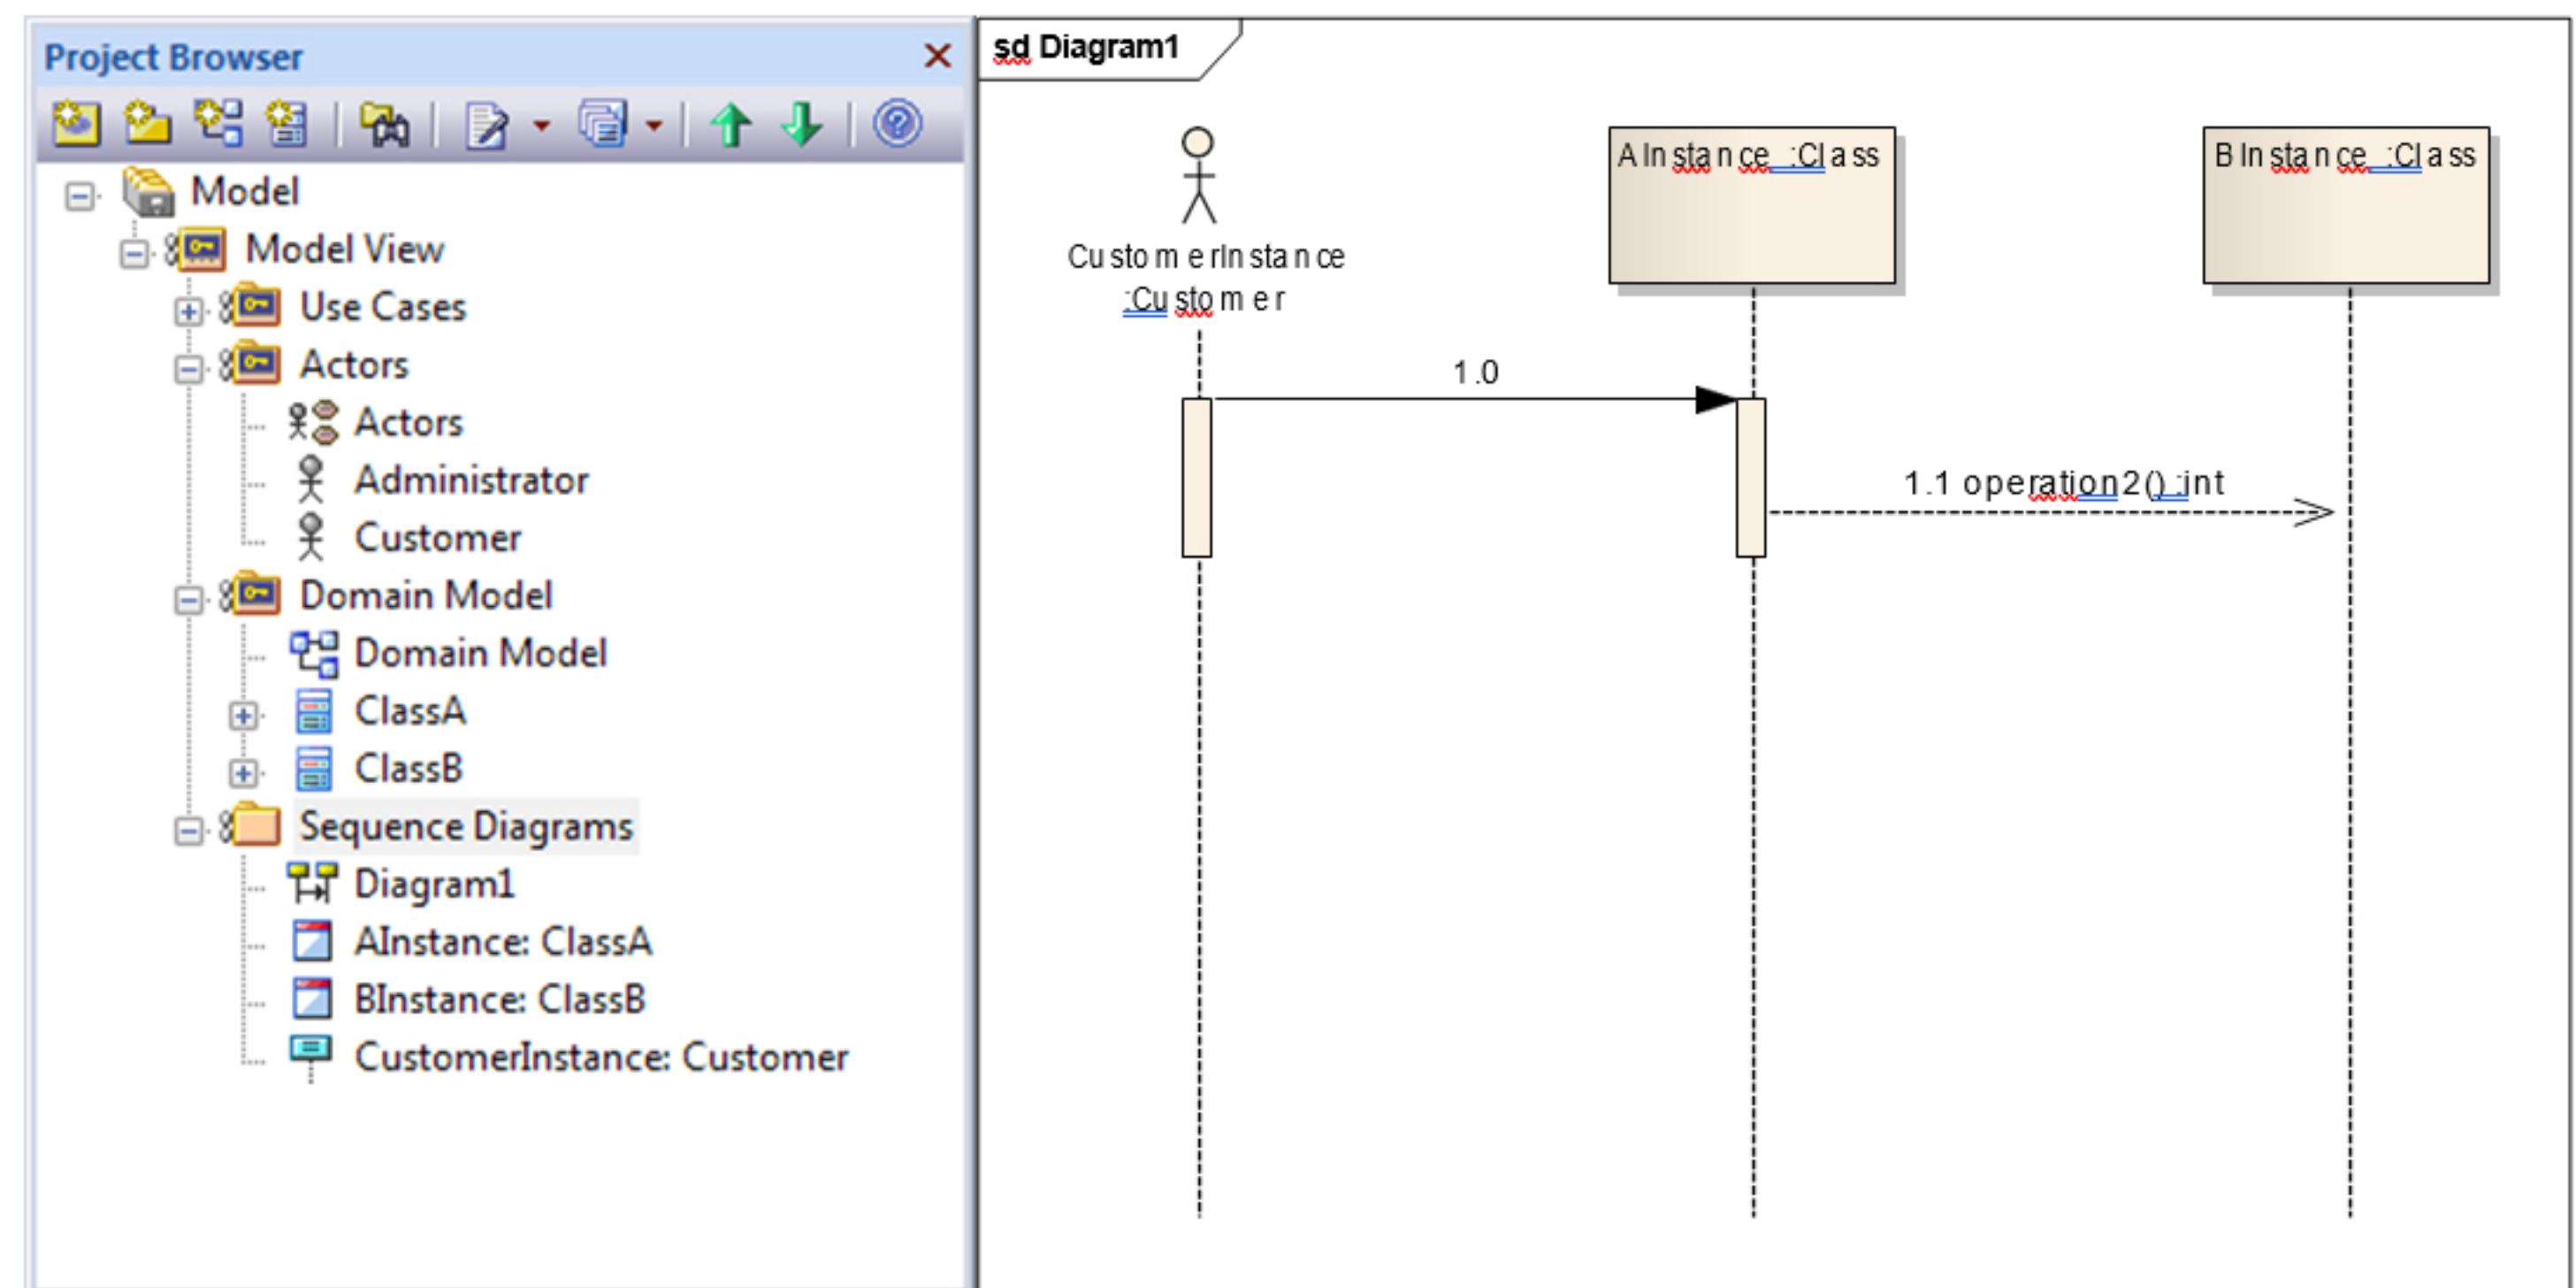 Project Browser
Model
Model View
Use Cases
Actors
Actors
Administrator
Customer
Domain Model
Domain Model
ClassA
ClassB
Sequence Diagrams
Diagram1
AInstance: ClassA
BInstance: ClassB
CustomerInstance: Customer
sd Diagram1
CustomerInstance
:Customer
AInstance :Class
BInstance :Class
1.0
1.1 operation2() :int